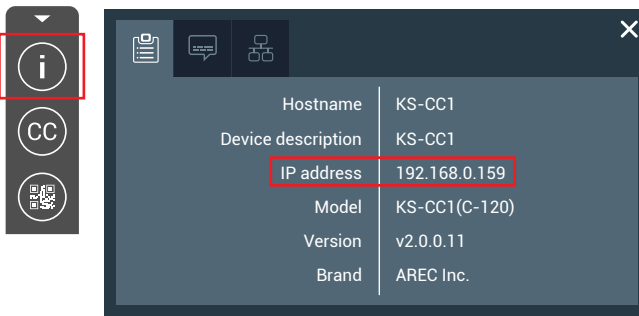 i
CC
Hostname KS-CC1
Device description KS-CC1
IP address 192.168.0.159
Model KS-CC1(C-120)
Version v2.0.0.11
Brand AREC Inc.